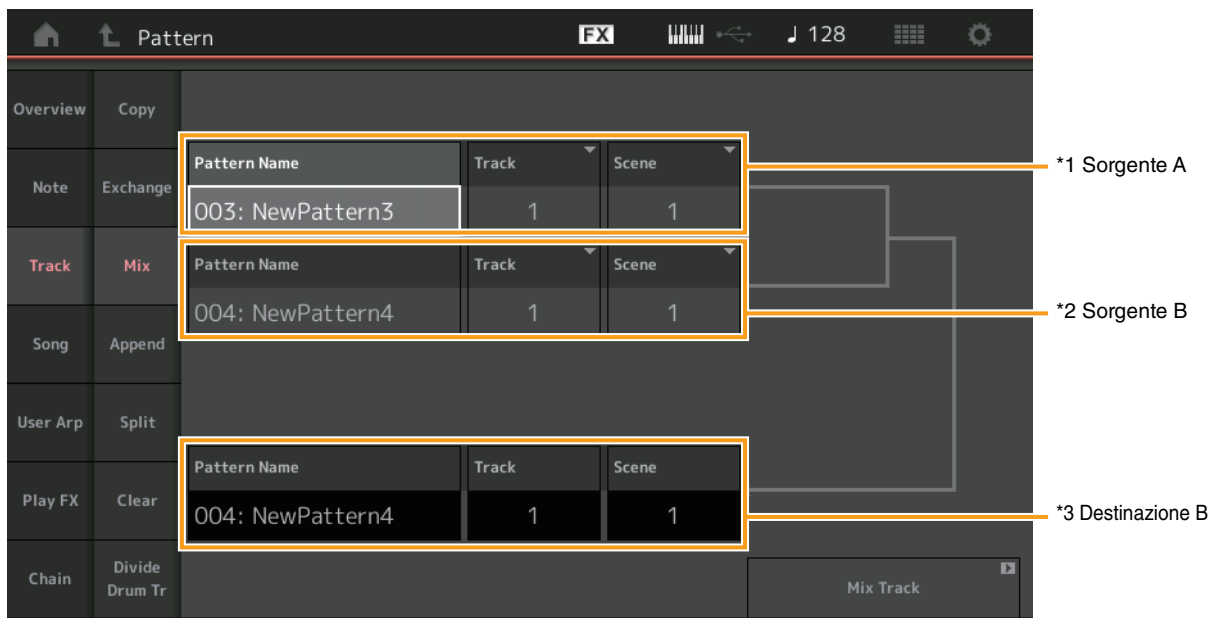 Pattern
FX
♩ 128
Overview
Copy
Note
Exchange
Track
Mix
Song
Append
User Arp
Split
Play FX
Clear
Chain
Divide
Drum Tr
Pattern Name Track Scene
003: NewPattern3 1 1
*1 Sorgente A
Pattern Name Track Scene
004: NewPattern4 1 1
*2 Sorgente B
Pattern Name Track Scene
004: NewPattern4 1 1
*3 Destinazione B
Mix Track